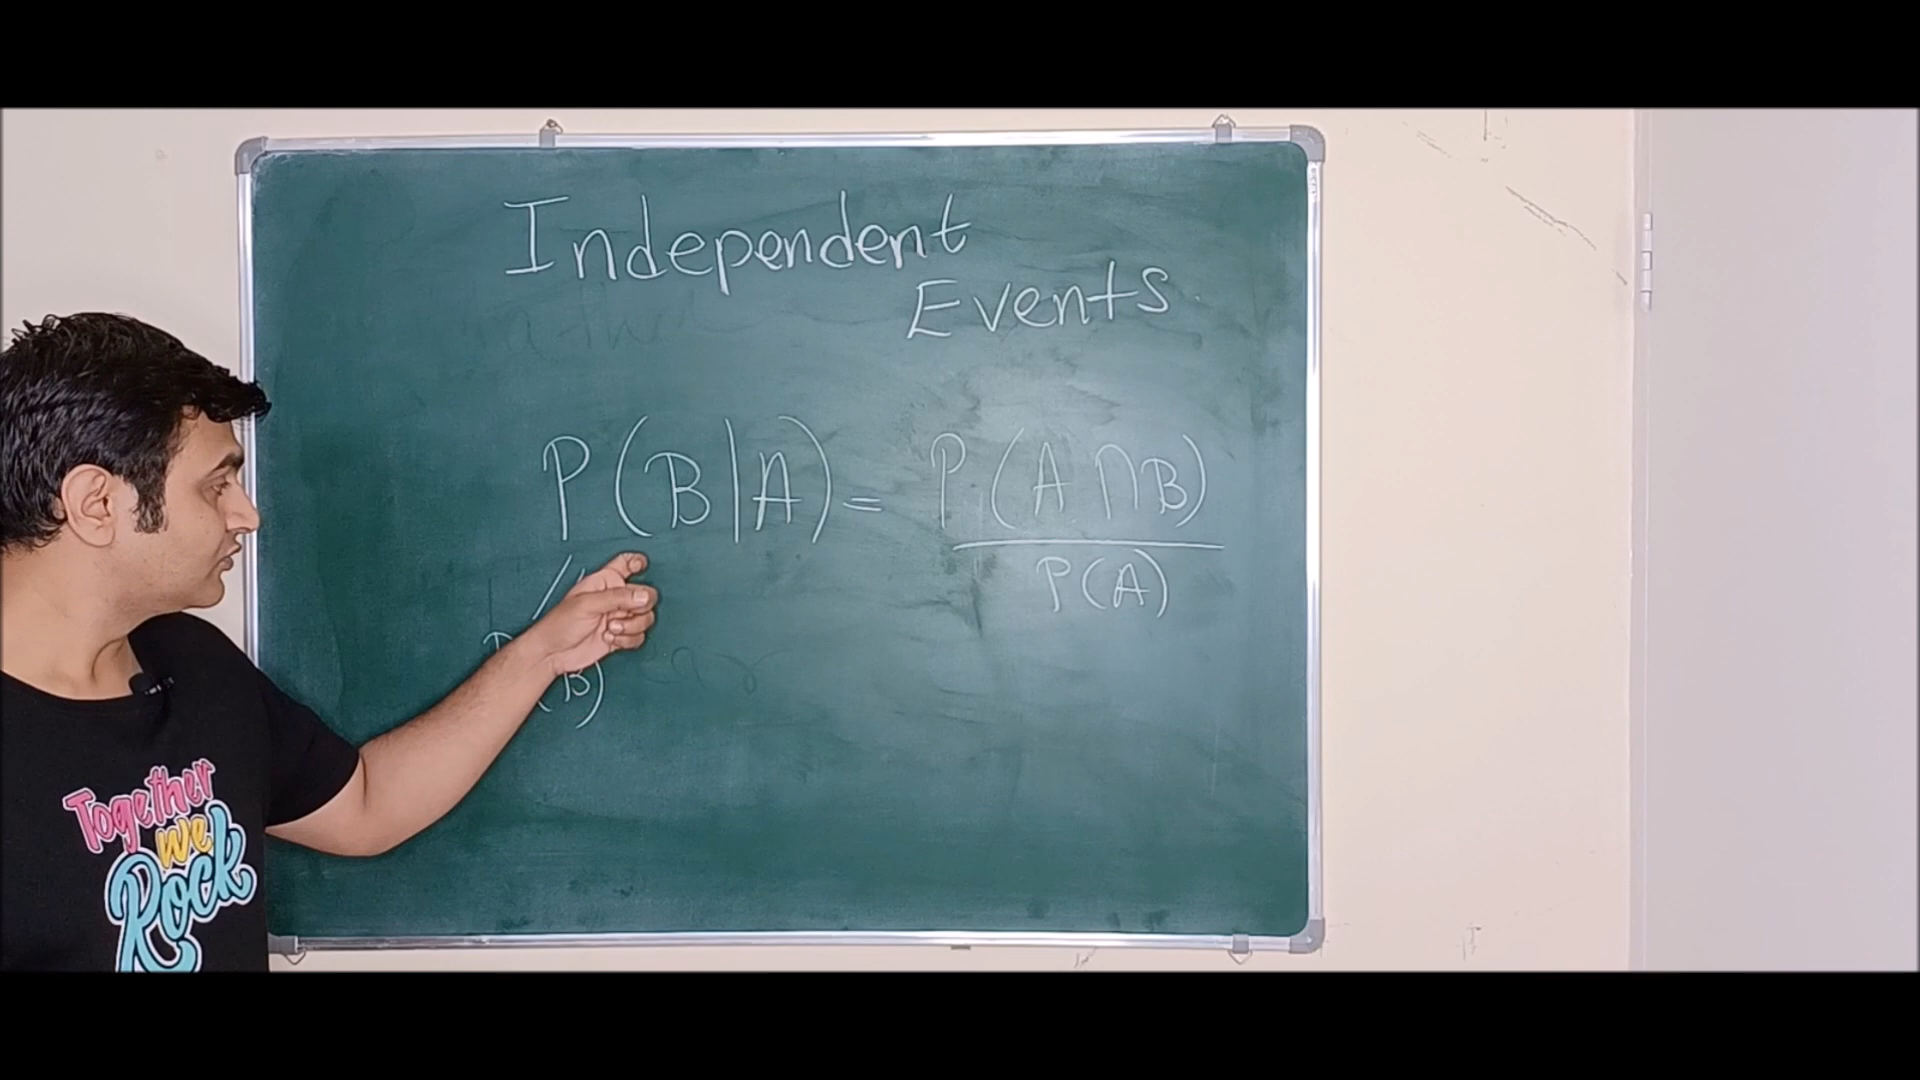 Independent
Events
P(B|A) = P(A∩B)
P(A)
//
P
(B)
Together
we
Rock